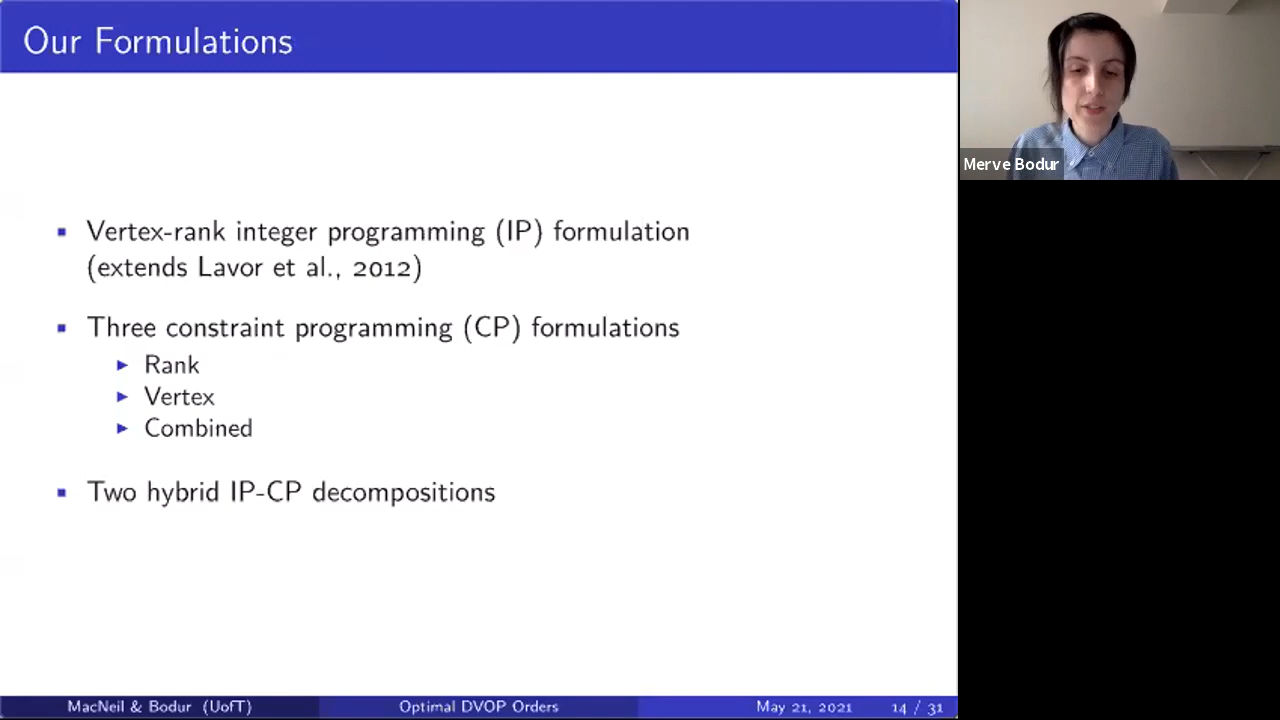 Our Formulations
Merve Bodur
▪ Vertex-rank integer programming (IP) formulation
(extends Lavor et al., 2012)
▪ Three constraint programming (CP) formulations
▶ Rank
▶ Vertex
▶ Combined
▪ Two hybrid IP-CP decompositions
MacNeil & Bodur (UofT) Optimal DVOP Orders May 21, 2021 14 / 31